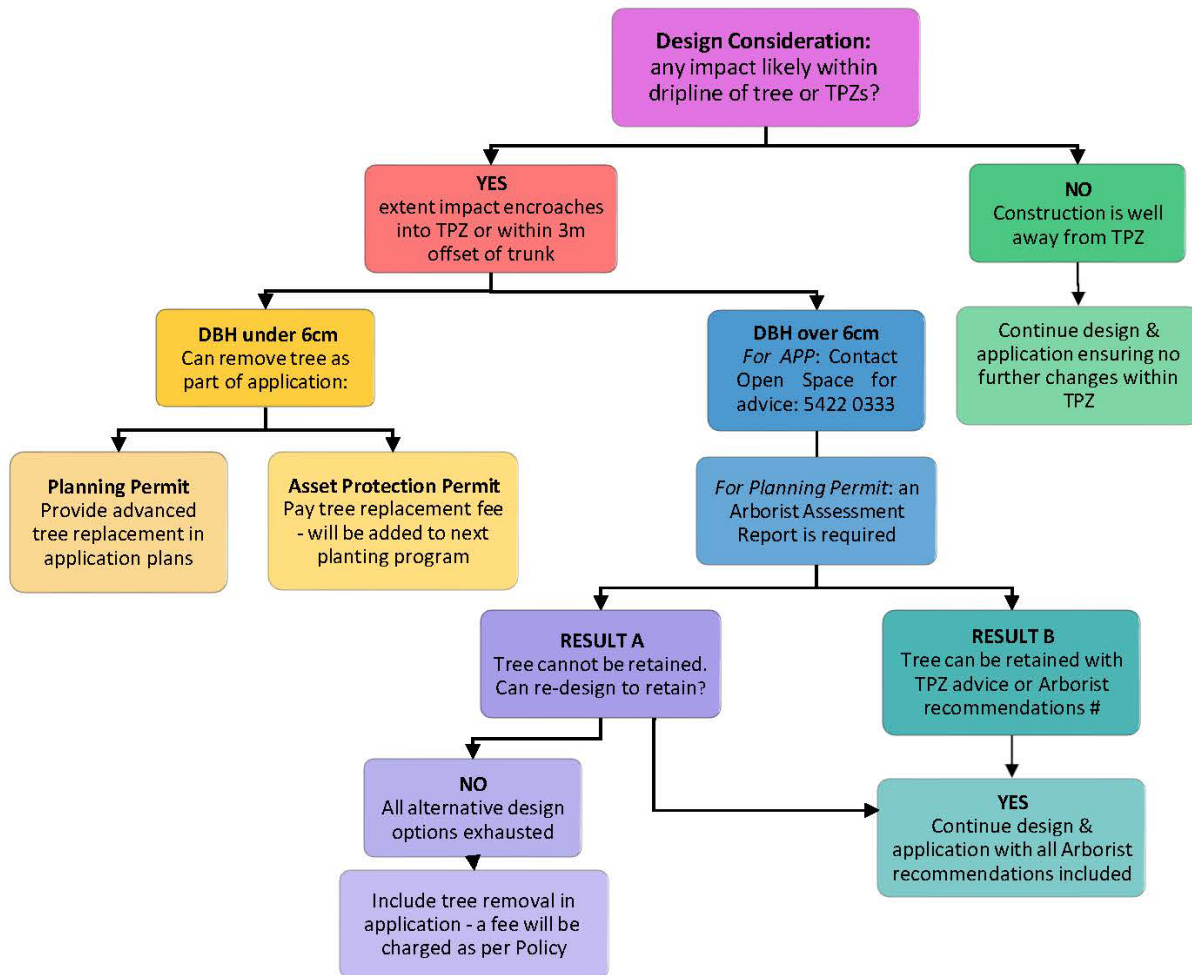 Design Consideration:
any impact likely within
dripline of tree or TPZs?
YES
extent impact encroaches
into TPZ or within 3m
offset of trunk
NO
Construction is well
away from TPZ
DBH under 6cm
Can remove tree as
part of application:
DBH over 6cm
For APP: Contact
Open Space for
advice: 5422 0333
Continue design &
application ensuring no
further changes within
TPZ
Planning Permit
Provide advanced
tree replacement in
application plans
Asset Protection Permit
Pay tree replacement fee
- will be added to next
planting program
For Planning Permit: an
Arborist Assessment
Report is required
RESULT A
Tree cannot be retained.
Can re-design to retain?
RESULT B
Tree can be retained with
TPZ advice or Arborist
recommendations #
NO
All alternative design
options exhausted
YES
Continue design &
application with all Arborist
recommendations included
Include tree removal in
application - a fee will be
charged as per Policy